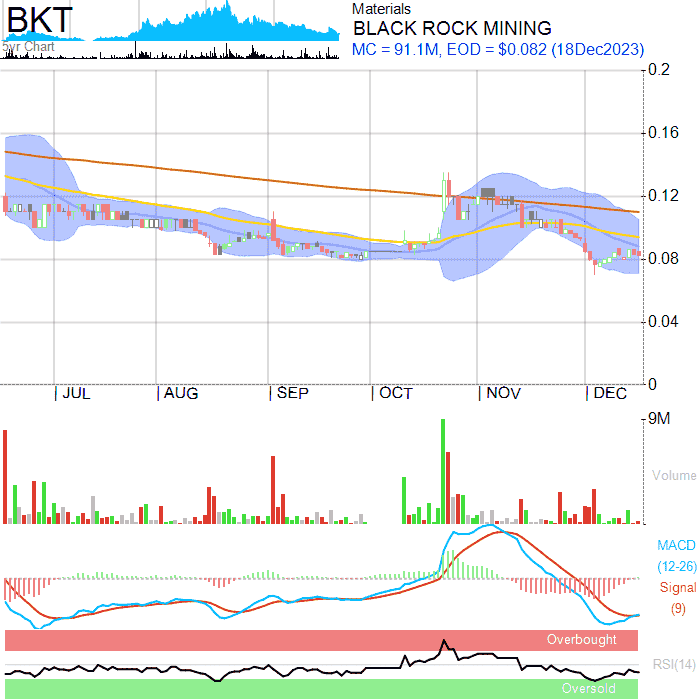 BKT
5yr Chart
Materials
BLACK ROCK MINING
MC = 91.1M, EOD = $0.082 (18Dec2023)
0.2
0.16
0.12
0.08
0.04
0
JUL AUG SEP OCT NOV DEC
9M
Volume
MACD
(12-26)
Signal
(9)
Overbought
RSI(14)
Oversold